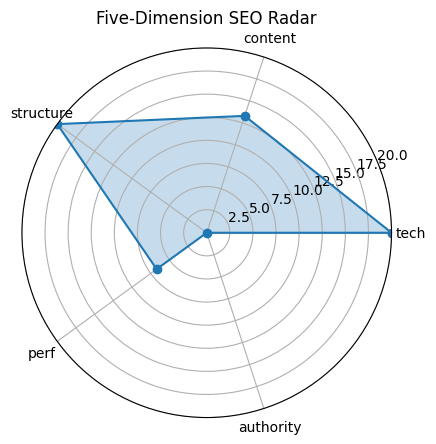 Five-Dimension SEO Radar
content
structure
20.0
17.5
15.0
12.5
10.0
7.5
5.0
2.5
tech
perf
authority